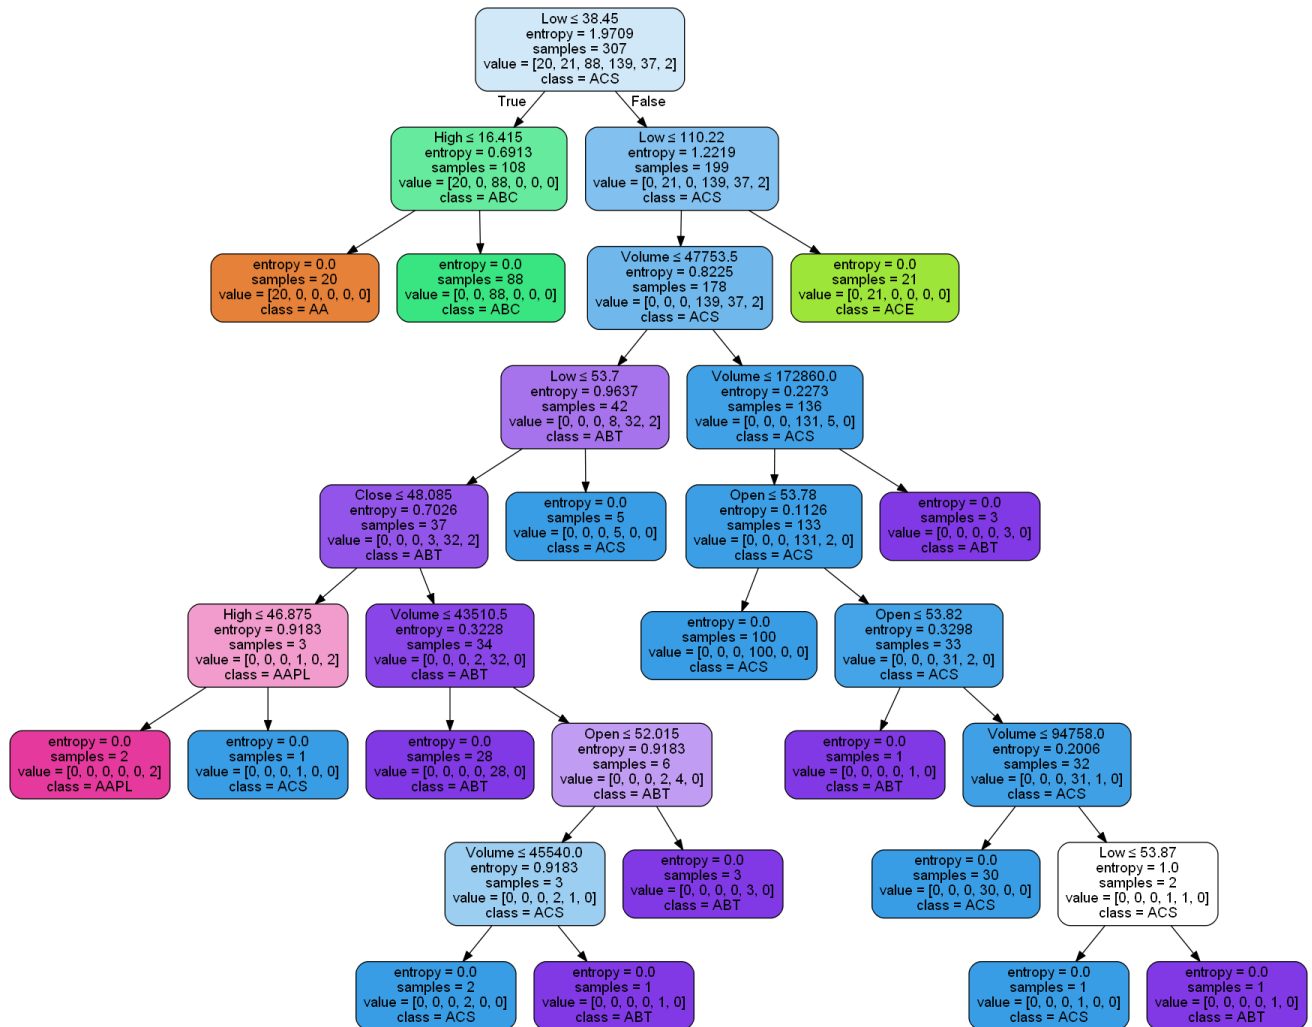 Low ≤ 38.45
entropy = 1.9709
samples = 307
value = [20, 21, 88, 139, 37, 2]
class = ACS
True
False
High ≤ 16.415
entropy = 0.6913
samples = 108
value = [20, 0, 88, 0, 0, 0]
class = ABC
Low ≤ 110.22
entropy = 1.2219
samples = 199
value = [0, 21, 0, 139, 37, 2]
class = ACS
entropy = 0.0
samples = 20
value = [20, 0, 0, 0, 0, 0]
class = AA
entropy = 0.0
samples = 88
value = [0, 0, 88, 0, 0, 0]
class = ABC
Volume ≤ 47753.5
entropy = 0.8225
samples = 178
value = [0, 0, 0, 139, 37, 2]
class = ACS
entropy = 0.0
samples = 21
value = [0, 21, 0, 0, 0, 0]
class = ACE
Low ≤ 53.7
entropy = 0.9637
samples = 42
value = [0, 0, 0, 8, 32, 2]
class = ABT
Volume ≤ 172860.0
entropy = 0.2273
samples = 136
value = [0, 0, 0, 131, 5, 0]
class = ACS
Close ≤ 48.085
entropy = 0.7026
samples = 37
value = [0, 0, 0, 3, 32, 2]
class = ABT
entropy = 0.0
samples = 5
value = [0, 0, 0, 5, 0, 0]
class = ACS
Open ≤ 53.78
entropy = 0.1126
samples = 133
value = [0, 0, 0, 131, 2, 0]
class = ACS
entropy = 0.0
samples = 3
value = [0, 0, 0, 0, 3, 0]
class = ABT
High ≤ 46.875
entropy = 0.9183
samples = 3
value = [0, 0, 0, 1, 0, 2]
class = AAPL
Volume ≤ 43510.5
entropy = 0.3228
samples = 34
value = [0, 0, 0, 2, 32, 0]
class = ABT
entropy = 0.0
samples = 100
value = [0, 0, 0, 100, 0, 0]
class = ACS
Open ≤ 53.82
entropy = 0.3298
samples = 33
value = [0, 0, 0, 31, 2, 0]
class = ACS
entropy = 0.0
samples = 2
value = [0, 0, 0, 0, 0, 2]
class = AAPL
entropy = 0.0
samples = 1
value = [0, 0, 0, 1, 0, 0]
class = ACS
entropy = 0.0
samples = 28
value = [0, 0, 0, 0, 28, 0]
class = ABT
Open ≤ 52.015
entropy = 0.9183
samples = 6
value = [0, 0, 0, 2, 4, 0]
class = ABT
entropy = 0.0
samples = 1
value = [0, 0, 0, 0, 1, 0]
class = ABT
Volume ≤ 94758.0
entropy = 0.2006
samples = 32
value = [0, 0, 0, 31, 1, 0]
class = ACS
Volume ≤ 45540.0
entropy = 0.9183
samples = 3
value = [0, 0, 0, 2, 1, 0]
class = ACS
entropy = 0.0
samples = 3
value = [0, 0, 0, 0, 3, 0]
class = ABT
entropy = 0.0
samples = 30
value = [0, 0, 0, 30, 0, 0]
class = ACS
Low ≤ 53.87
entropy = 1.0
samples = 2
value = [0, 0, 0, 1, 1, 0]
class = ACS
entropy = 0.0
samples = 2
value = [0, 0, 0, 2, 0, 0]
class = ACS
entropy = 0.0
samples = 1
value = [0, 0, 0, 0, 1, 0]
class = ABT
entropy = 0.0
samples = 1
value = [0, 0, 0, 1, 0, 0]
class = ACS
entropy = 0.0
samples = 1
value = [0, 0, 0, 0, 1, 0]
class = ABT